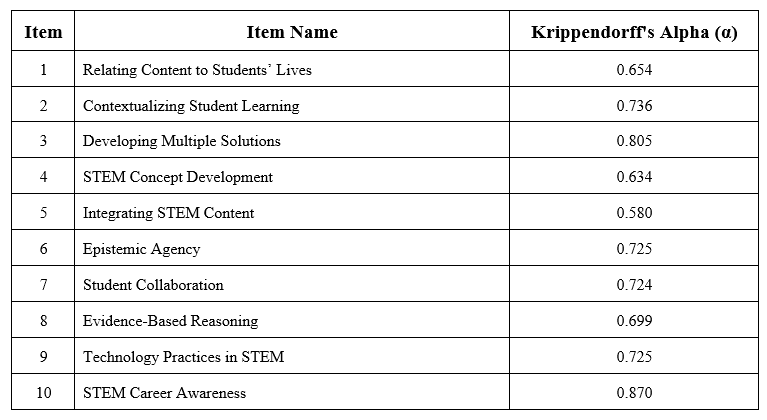 Item Item Name Krippendorff's Alpha (α)
1 Relating Content to Students’ Lives 0.654
2 Contextualizing Student Learning 0.736
3 Developing Multiple Solutions 0.805
4 STEM Concept Development 0.634
5 Integrating STEM Content 0.580
6 Epistemic Agency 0.725
7 Student Collaboration 0.724
8 Evidence-Based Reasoning 0.699
9 Technology Practices in STEM 0.725
10 STEM Career Awareness 0.870